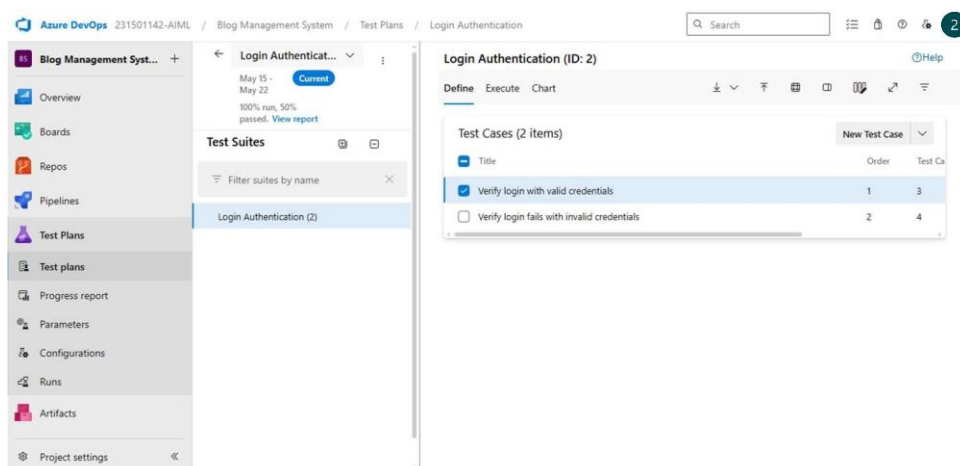 Azure DevOps 231501142-AIML / Blog Management System / Test Plans / Login Authentication
Search
2
BS Blog Management Syst... +
Overview
Boards
Repos
Pipelines
Test Plans
Test plans
Progress report
Parameters
Configurations
Runs
Artifacts
Project settings
Login Authenticat...
May 15 -
May 22
Current
100% run, 50%
passed. View report
Test Suites
Filter suites by name
Login Authentication (2)
Login Authentication (ID: 2)
Help
Define Execute Chart
Test Cases (2 items)
New Test Case
Title Order Test Ca
Verify login with valid credentials 1 3
Verify login fails with invalid credentials 2 4